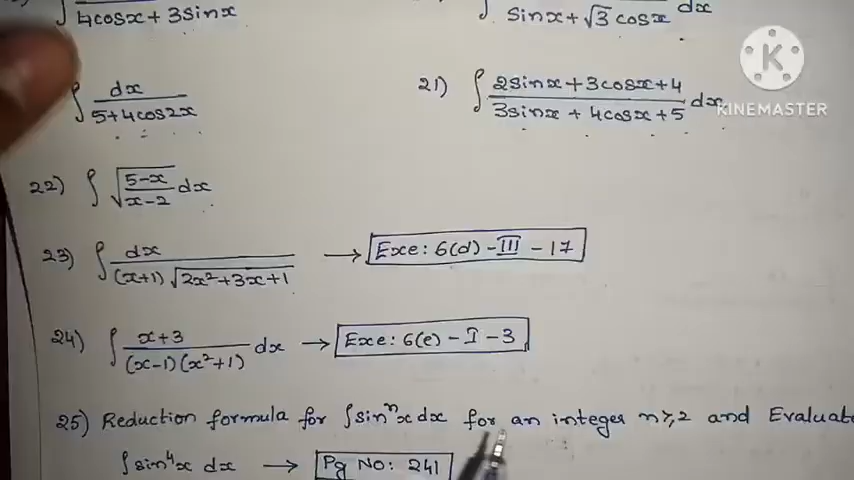 ∫ 4cosx + 3sinx
∫ sinx + √3 cosx dx
∫ dx / (5+4cos2x)
21) ∫ (2sinx+3cosx+4) / (3sinx + 4cosx +5) dx
K
KINEMASTER
22) ∫ √((5-x)/(x-2)) dx
23) ∫ dx / ((x+1) √(2x²+3x+1)) → Exe: 6(d) - III - 17
24) ∫ (x+3) / ((x-1)(x²+1)) dx → Exe: 6(e) - I - 3
25) Reduction formula for ∫sinⁿx dx for an integer n⩾2 and Evaluate
∫sin⁴x dx → Pg No: 241